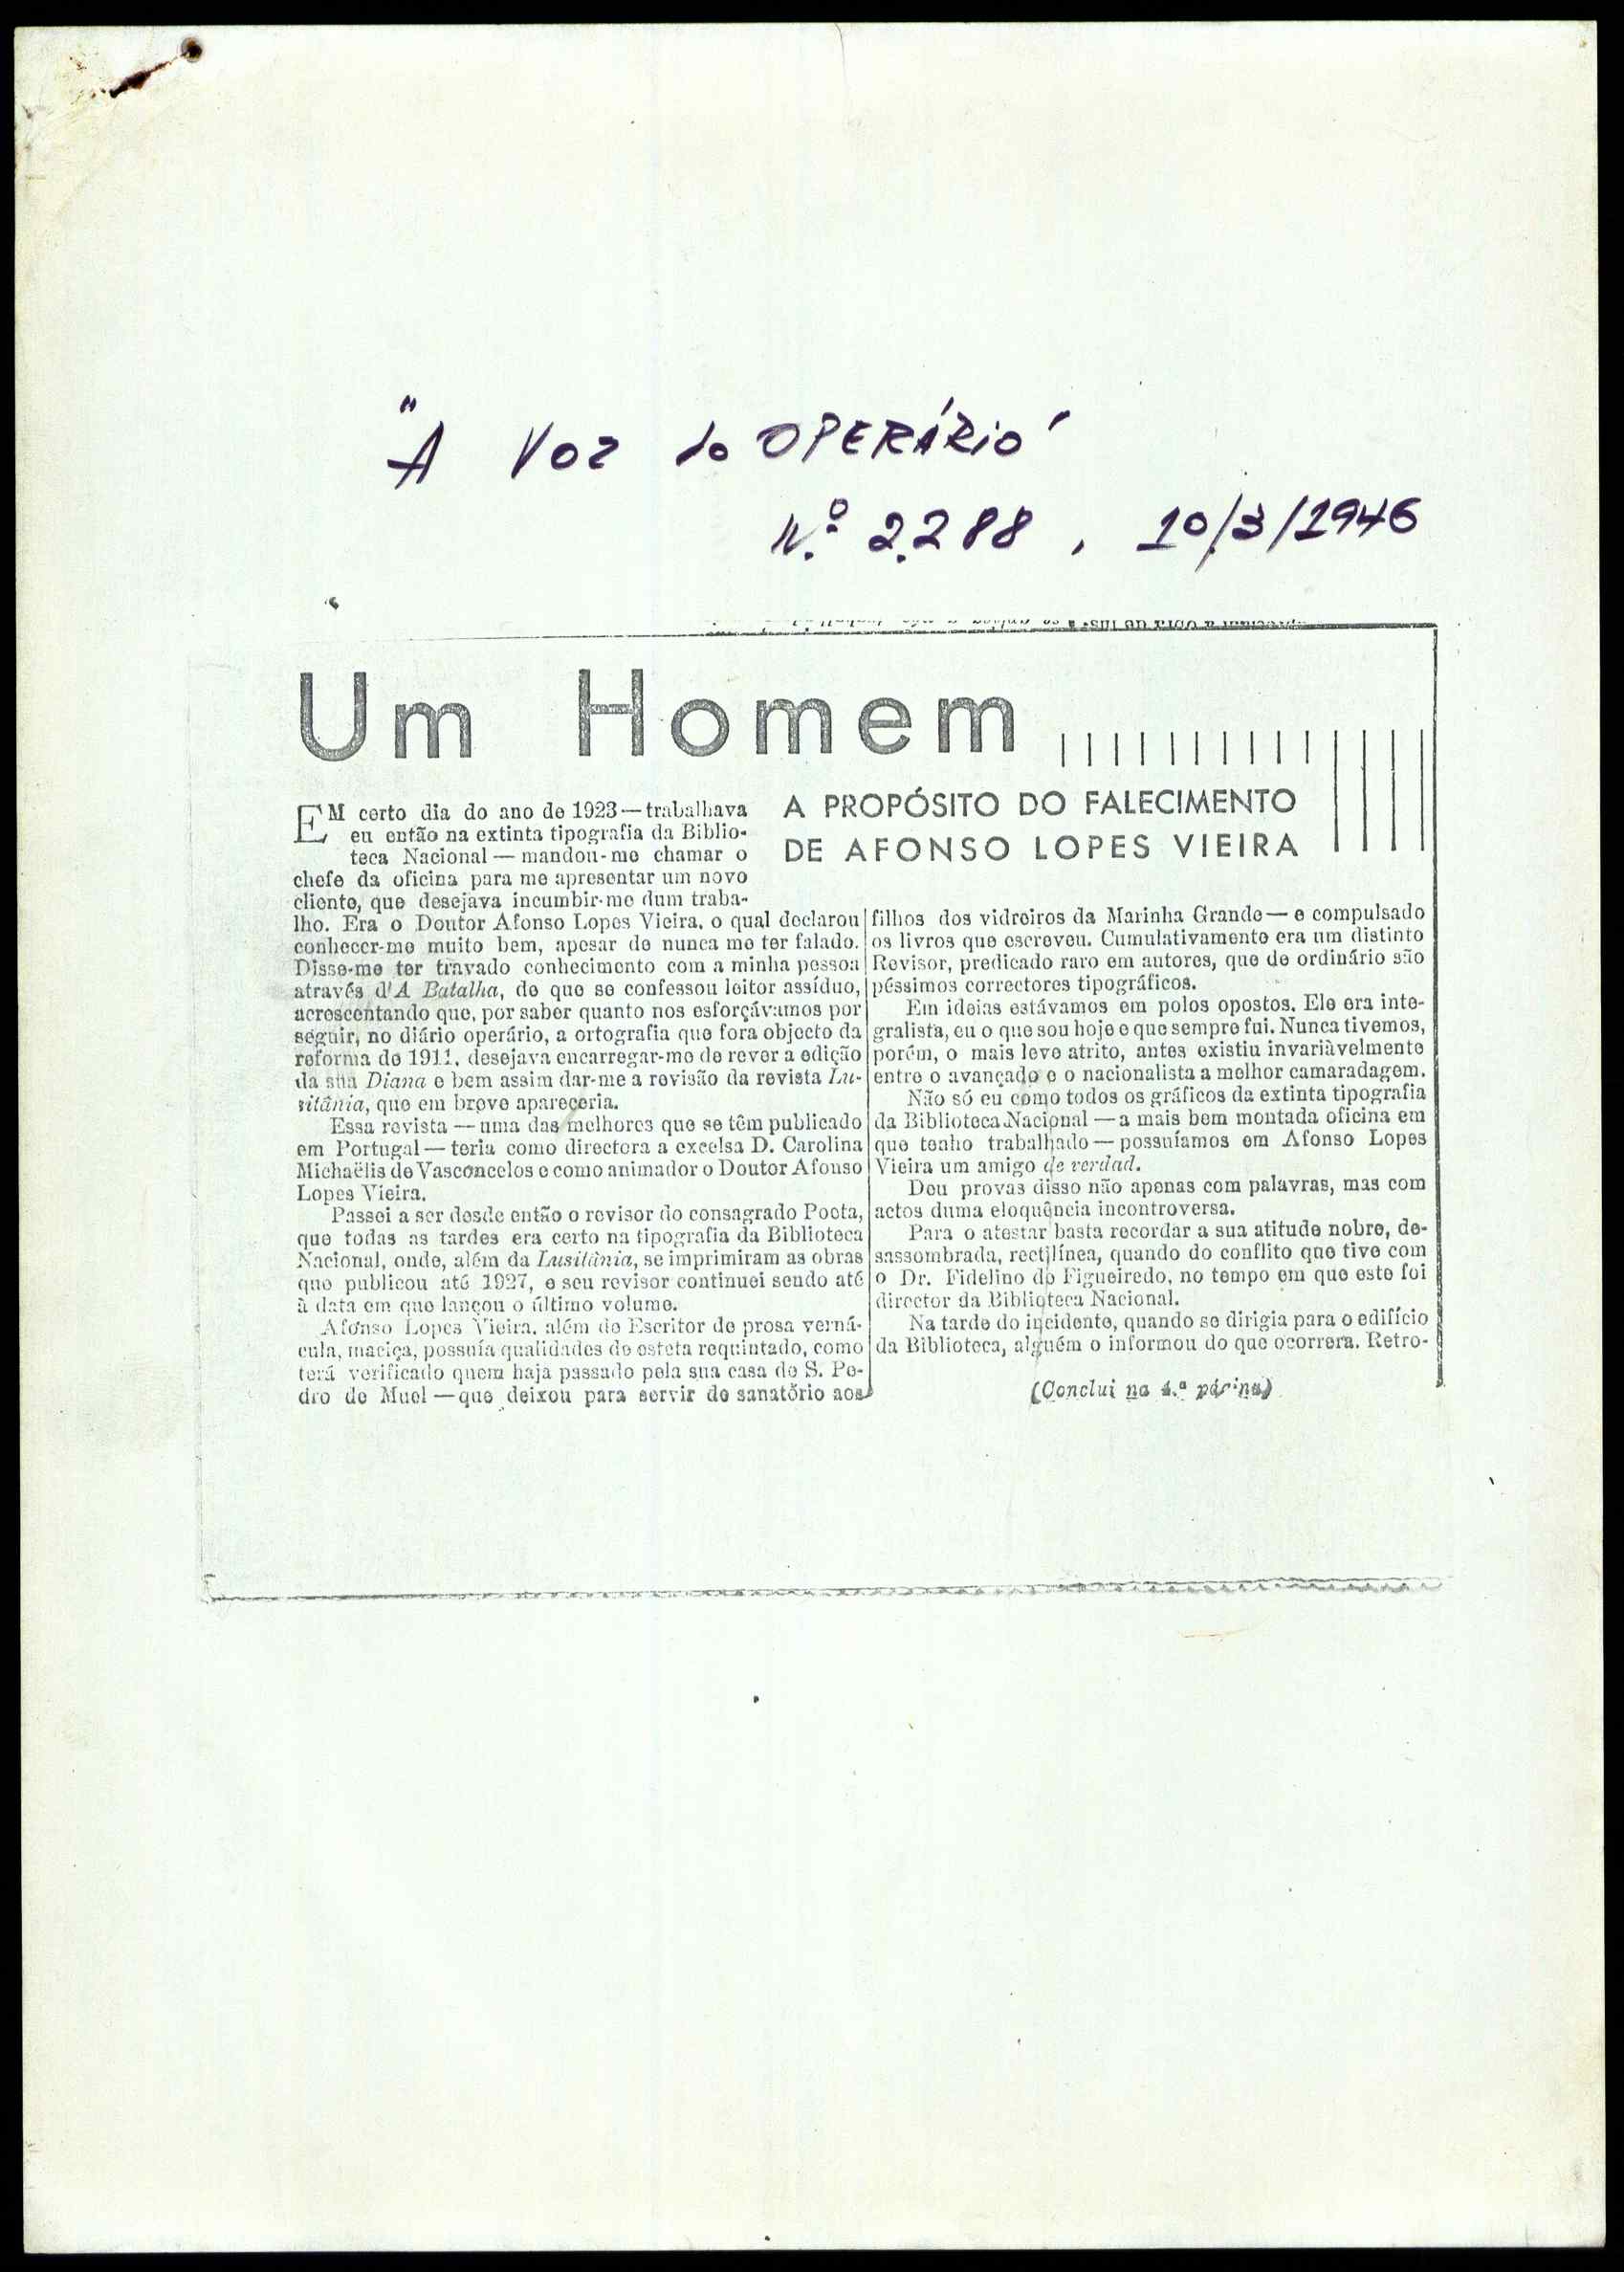 "A Voz do OPERÁRIO"
N.º 2.288, 10/3/1946
Um Homem
A PROPÓSITO DO FALECIMENTO
DE AFONSO LOPES VIEIRA
EM certo dia do ano de 1923—trabalhava
eu então na extinta tipografia da Biblio-
teca Nacional — mandou-me chamar o
chefe da oficina para me apresentar um novo
cliente, que desejava incumbir-me dum traba-
lho. Era o Doutor Afonso Lopes Vieira, o qual declarou
conhecer-me muito bem, apesar de nunca me ter falado.
Disse-me ter travado conhecimento com a minha pessoa
através d'A Batalha, de que se confessou leitor assíduo,
acrescentando que, por saber quanto nos esforçávamos por
seguir, no diário operário, a ortografia que fora objecto da
reforma de 1911, desejava encarregar-me de rever a edição
da sua Diana e bem assim dar-me a revisão da revista Lu-
sitânia, que em breve apareceria.
Essa revista — uma das melhores que se têm publicado
em Portugal — teria como directora a excelsa D. Carolina
Michaëlis de Vasconcelos e como animador o Doutor Afonso
Lopes Vieira.
Passei a ser desde então o revisor do consagrado Poeta,
que todas as tardes era certo na tipografia da Biblioteca
Nacional, onde, além da Lusitânia, se imprimiram as obras
que publicou até 1927, e seu revisor continuei sendo até
à data em que lançou o último volume.
Afonso Lopes Vieira, além de Escritor de prosa verná-
cula, maciça, possuía qualidades de esteta requintado, como
terá verificado quem haja passado pela sua casa de S. Pe-
dro de Muel — que deixou para servir de sanatório aos
filhos dos vidreiros da Marinha Grande — e compulsado
os livros que escreveu. Cumulativamente era um distinto
Revisor, predicado raro em autores, que de ordinário são
péssimos correctores tipográficos.
Em ideias estávamos em polos opostos. Ele era inte-
gralista, eu o que sou hoje e que sempre fui. Nunca tivemos,
porém, o mais leve atrito, antes existiu invariàvelmente
entre o avançado e o nacionalista a melhor camaradagem.
Não só eu como todos os gráficos da extinta tipografia
da Biblioteca Nacional — a mais bem montada oficina em
que tenho trabalhado — possuíamos em Afonso Lopes
Vieira um amigo de verdad.
Deu provas disso não apenas com palavras, mas com
actos duma eloquência incontroversa.
Para o atestar basta recordar a sua atitude nobre, de-
sassombrada, rectilínea, quando do conflito que tive com
o Dr. Fidelino de Figueiredo, no tempo em que este foi
director da Biblioteca Nacional.
Na tarde do incidente, quando se dirigia para o edifício
da Biblioteca, alguém o informou do que ocorrera. Retro-
(Conclui na 4.ª página)